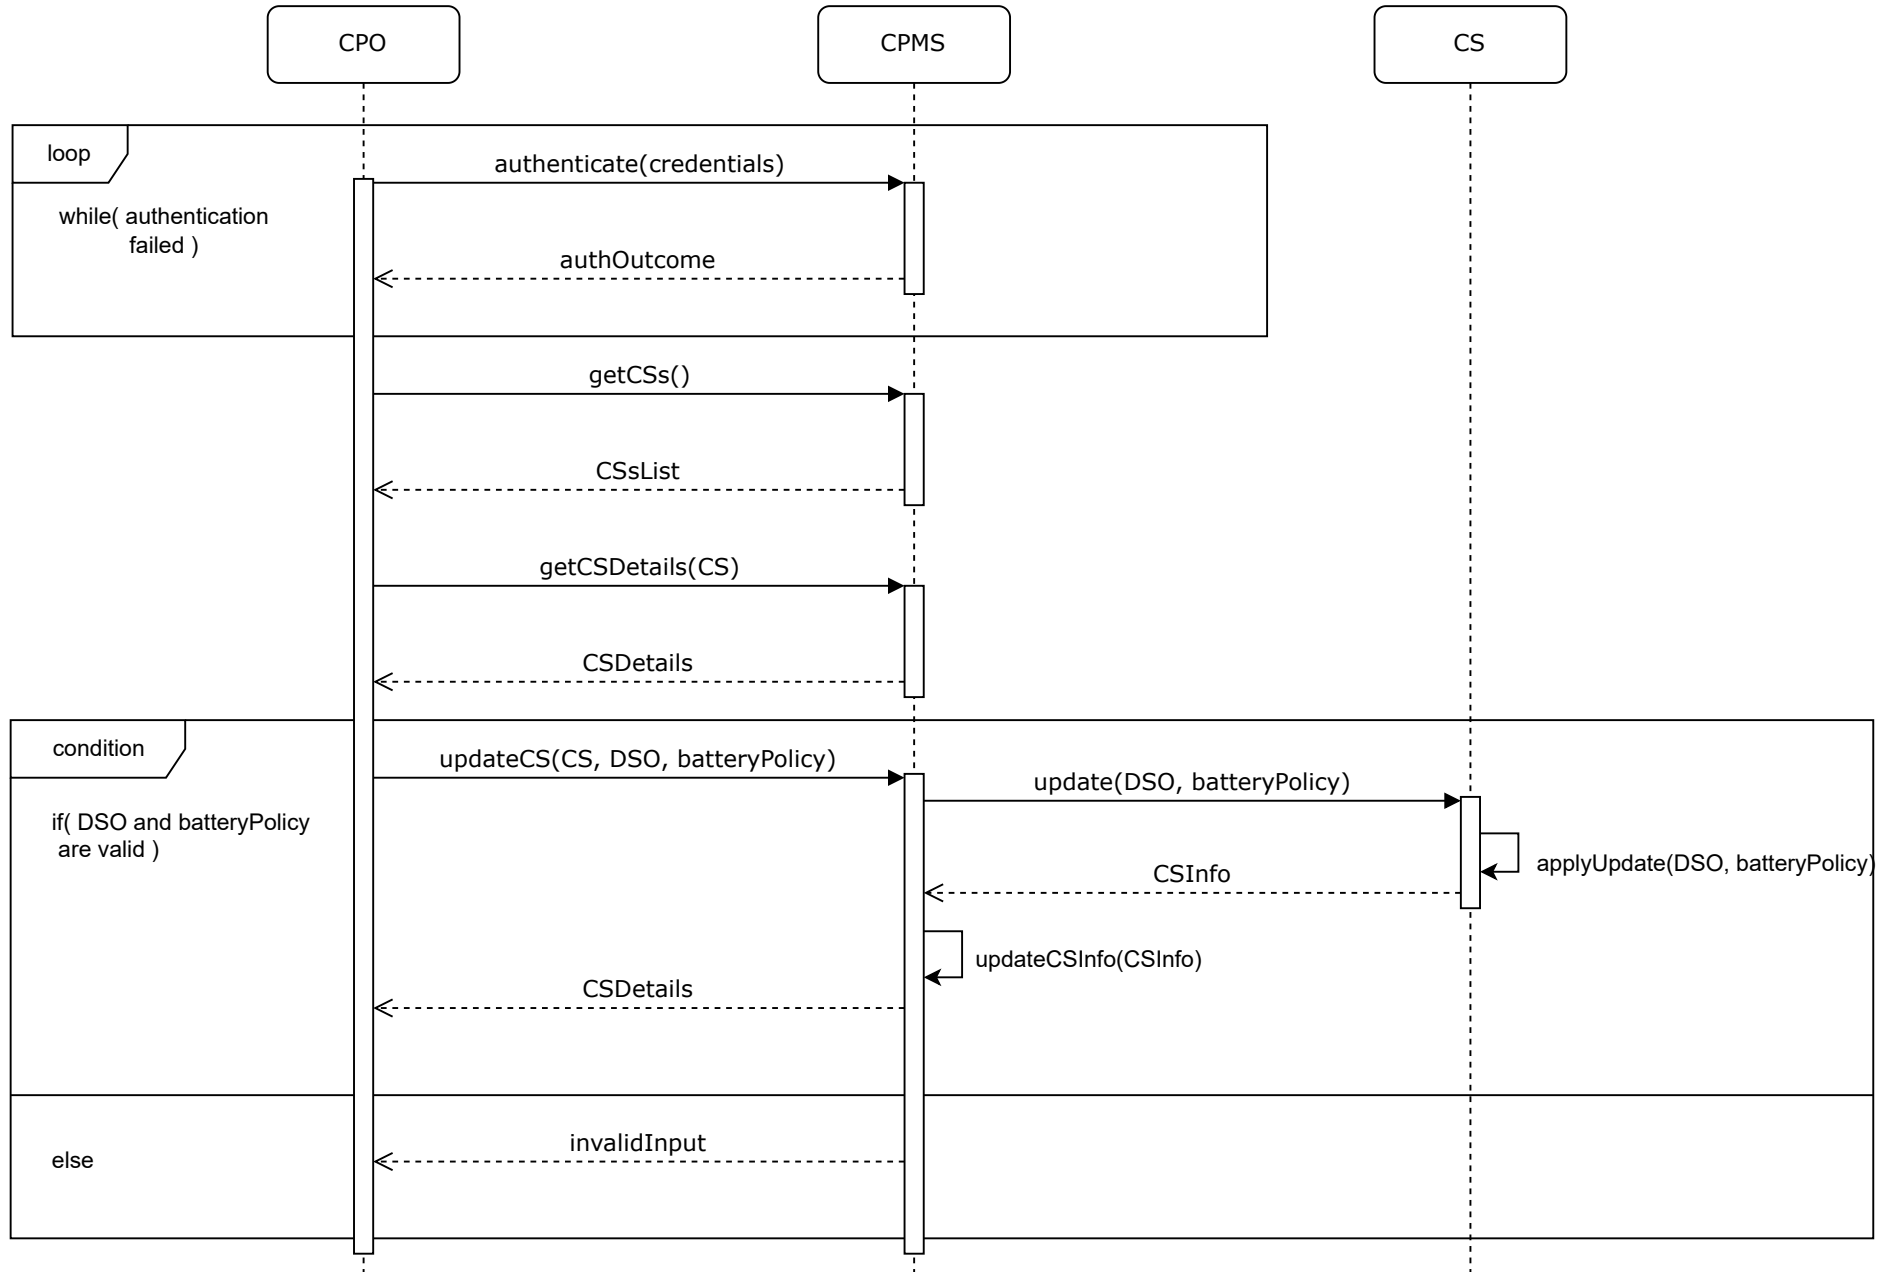 CPO
CPMS
CS
loop
authenticate(credentials)
while( authentication
failed )
authOutcome
getCSs()
CSsList
getCSDetails(CS)
CSDetails
condition
updateCS(CS, DSO, batteryPolicy)
update(DSO, batteryPolicy)
if( DSO and batteryPolicy
are valid )
applyUpdate(DSO, batteryPolicy)
CSInfo
updateCSInfo(CSInfo)
CSDetails
invalidInput
else